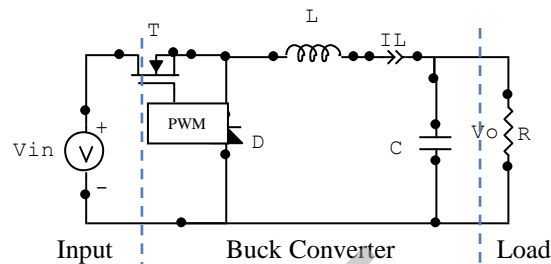 L
T
IL
+
PWM
Vin
V
D
C
Vo
R
−
Input
Buck Converter
Load